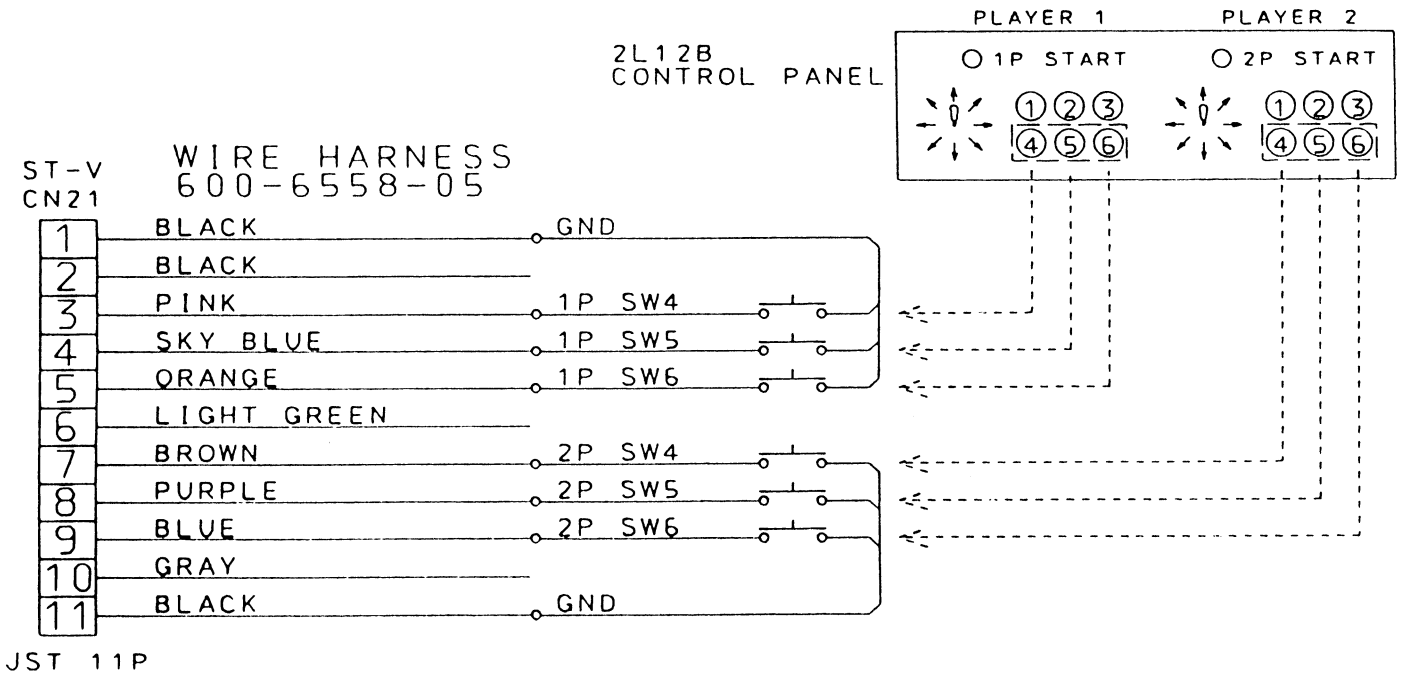 PLAYER 1 PLAYER 2
2L12B
CONTROL PANEL
1P START 2P START
1 2 3 1 2 3
4 5 6 4 5 6
ST-V
CN21
WIRE HARNESS
600-6558-05
1 BLACK GND
2 BLACK
3 PINK 1P SW4
4 SKY BLUE 1P SW5
5 ORANGE 1P SW6
6 LIGHT GREEN
7 BROWN 2P SW4
8 PURPLE 2P SW5
9 BLUE 2P SW6
10 GRAY
11 BLACK GND
JST 11P